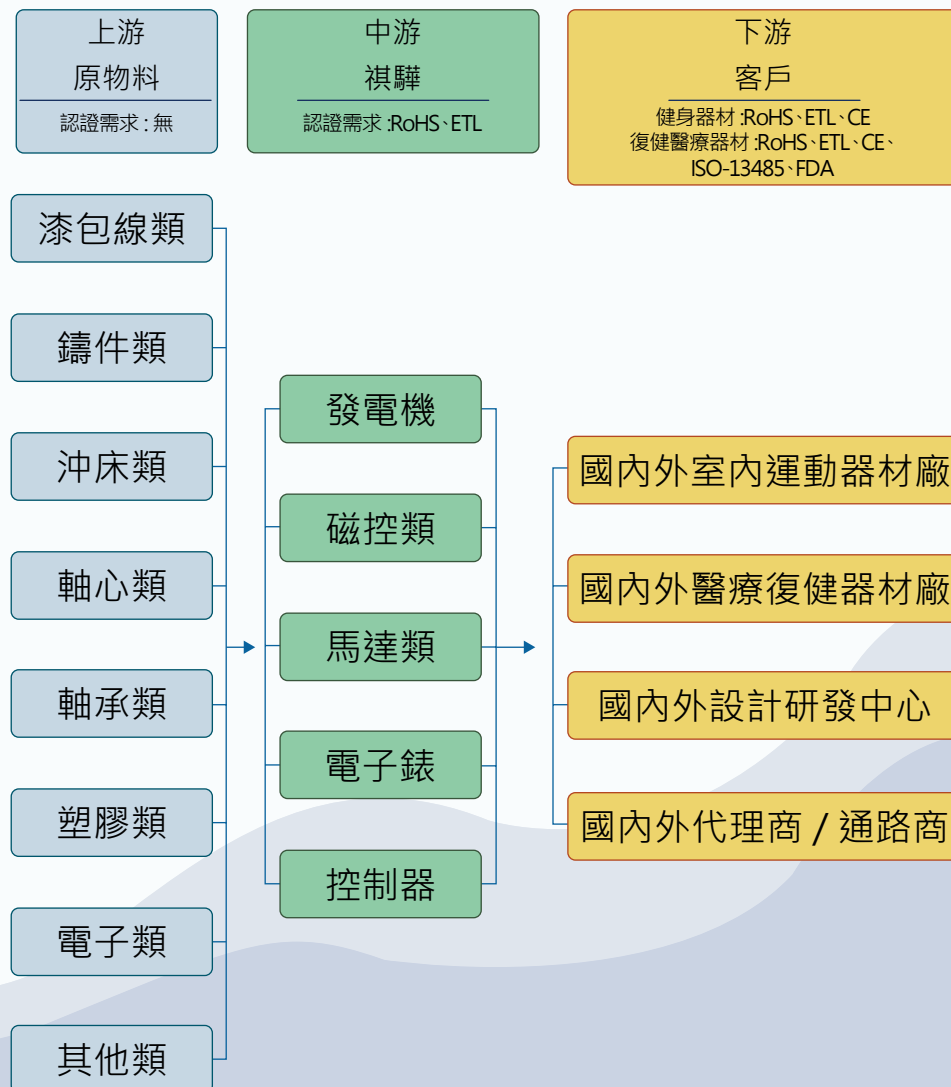 上游
原物料
認證需求 : 無
中游
祺驊
認證需求 :RoHS、ETL
下游
客戶
健身器材 :RoHS、ETL、CE
復健醫療器材 :RoHS、ETL、CE、
ISO-13485、FDA
漆包線類
鑄件類
沖床類
軸心類
軸承類
塑膠類
電子類
其他類
發電機
磁控類
馬達類
電子錶
控制器
國內外室內運動器材廠
國內外醫療復健器材廠
國內外設計研發中心
國內外代理商 / 通路商